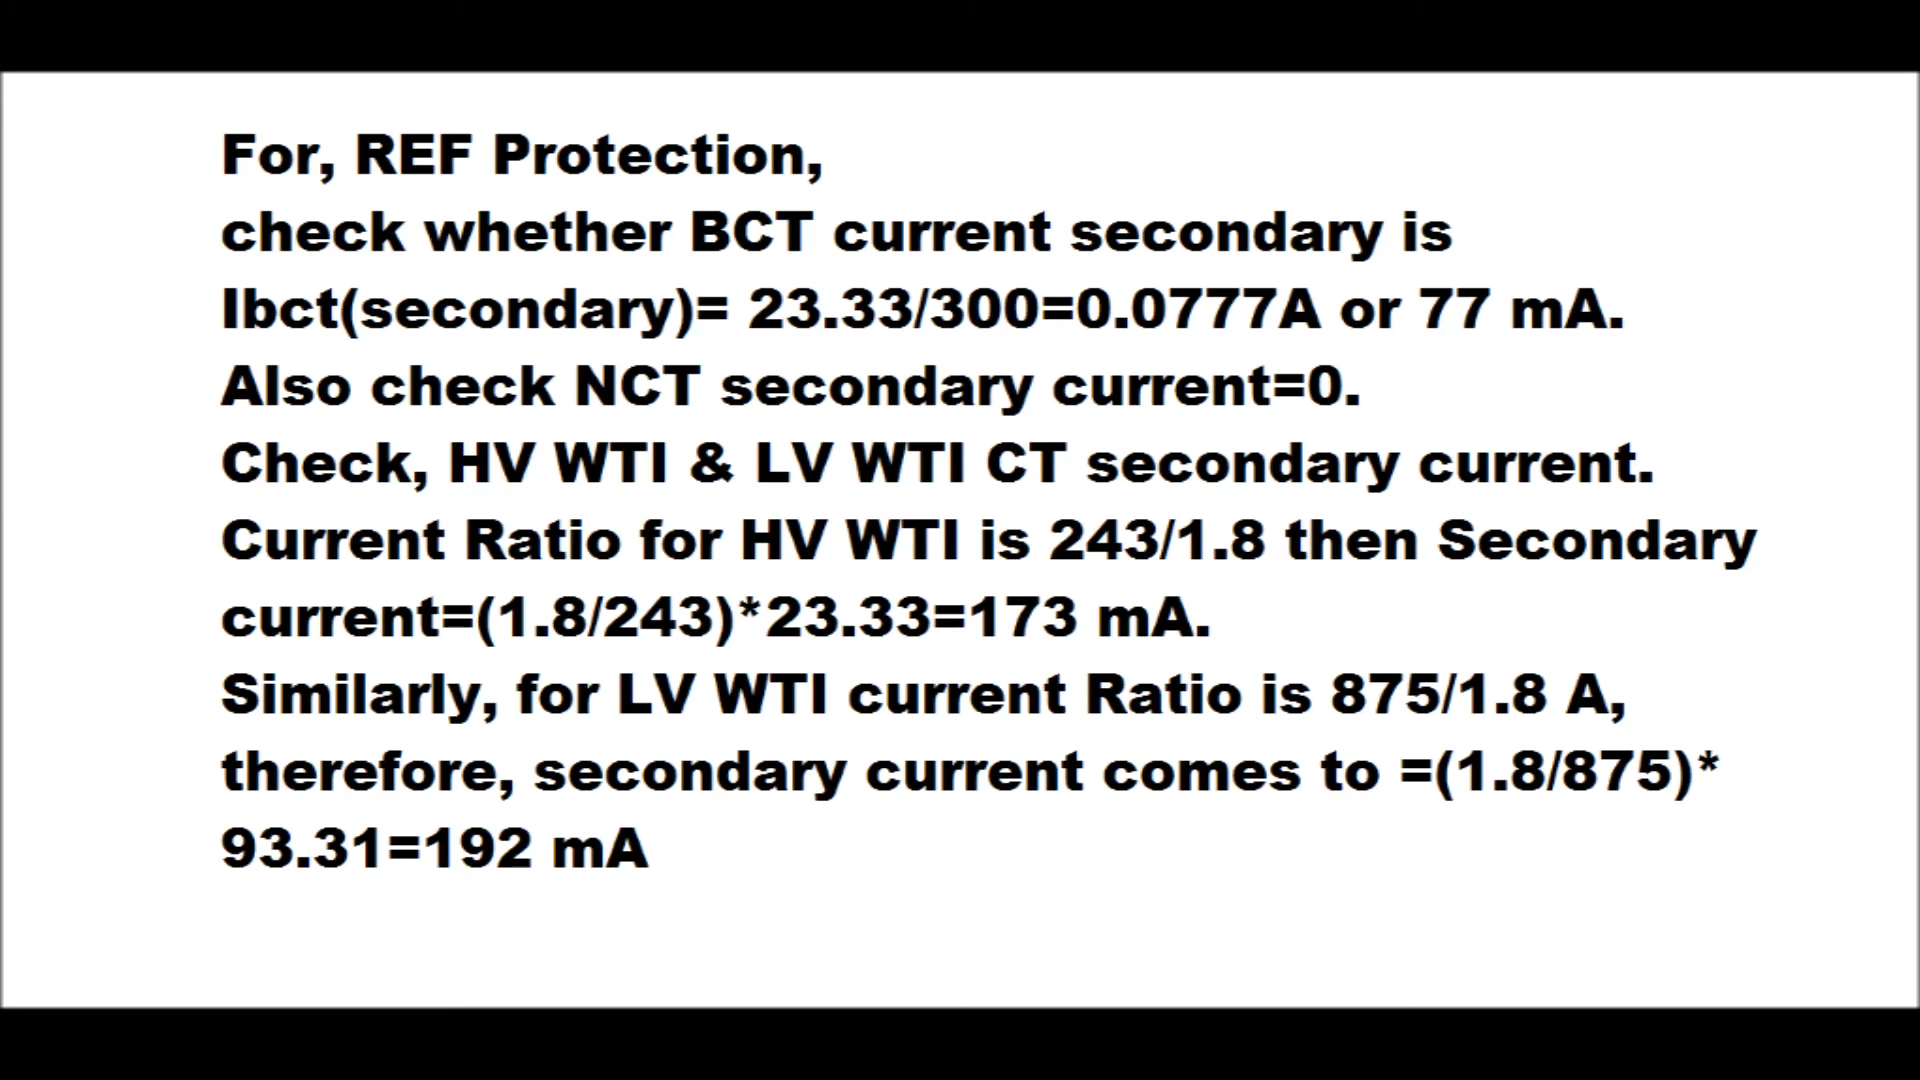 For, REF Protection,
check whether BCT current secondary is
Ibct(secondary)= 23.33/300=0.0777A or 77 mA.
Also check NCT secondary current=0.
Check, HV WTI & LV WTI CT secondary current.
Current Ratio for HV WTI is 243/1.8 then Secondary
current=(1.8/243)*23.33=173 mA.
Similarly, for LV WTI current Ratio is 875/1.8 A,
therefore, secondary current comes to =(1.8/875)*
93.31=192 mA